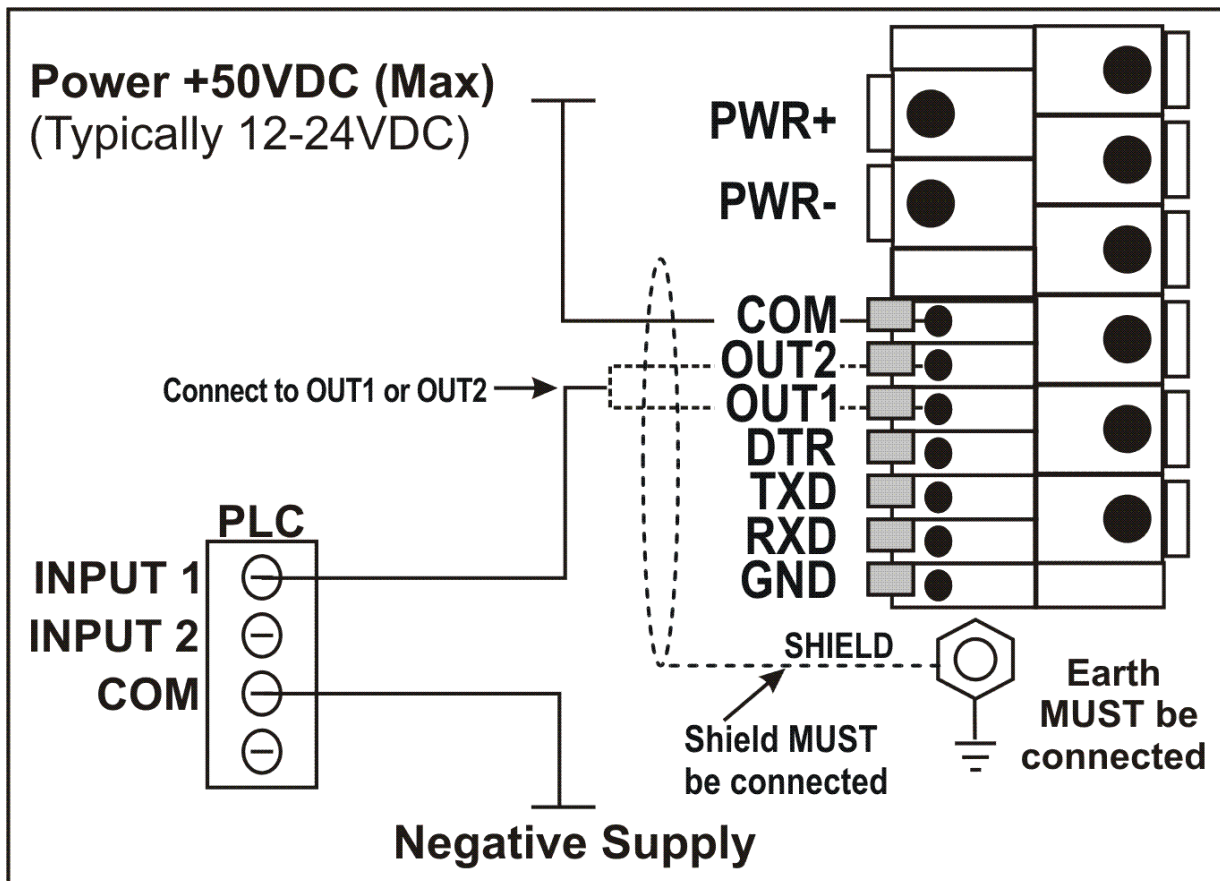 Power +50VDC (Max)
(Typically 12-24VDC)
PWR+
PWR-
COM
OUT2
Connect to OUT1 or OUT2
OUT1
DTR
TXD
RXD
GND
PLC
INPUT 1
INPUT 2
COM
SHIELD
Shield MUST
be connected
Earth
MUST be
connected
Negative Supply